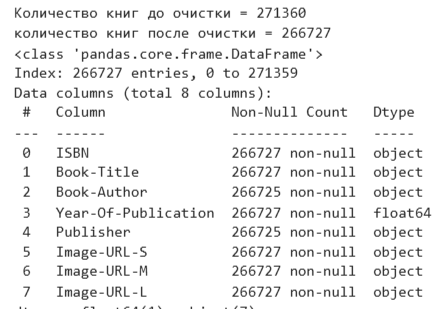 Количество книг до очистки = 271360
количество книг после очистки = 266727
<class 'pandas.core.frame.DataFrame'>
Index: 266727 entries, 0 to 271359
Data columns (total 8 columns):
 #   Column               Non-Null Count   Dtype
---  ------               --------------   -----
 0   ISBN                 266727 non-null  object
 1   Book-Title           266727 non-null  object
 2   Book-Author          266725 non-null  object
 3   Year-Of-Publication  266727 non-null  float64
 4   Publisher            266725 non-null  object
 5   Image-URL-S          266727 non-null  object
 6   Image-URL-M          266727 non-null  object
 7   Image-URL-L          266727 non-null  object